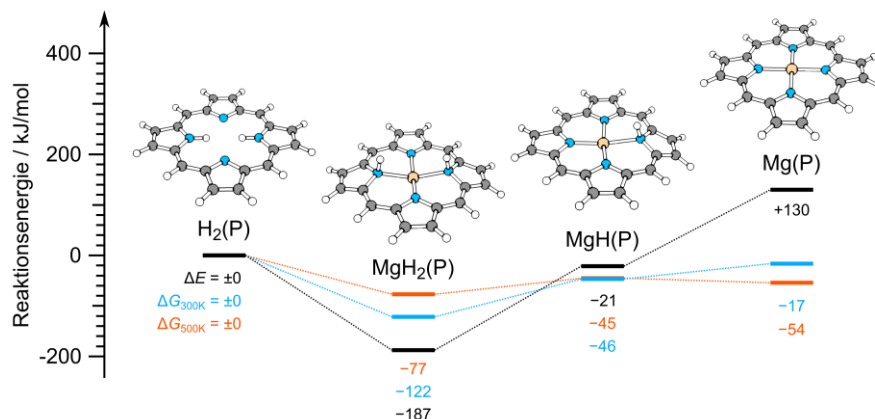 Reaktionsenergie / kJ/mol
400
200
0
-200
H₂(P)
MgH₂(P)
MgH(P)
Mg(P)
ΔE = ±0
ΔG₃₀₀K = ±0
ΔG₅₀₀K = ±0
−77
−122
−187
−21
−45
−46
+130
−17
−54